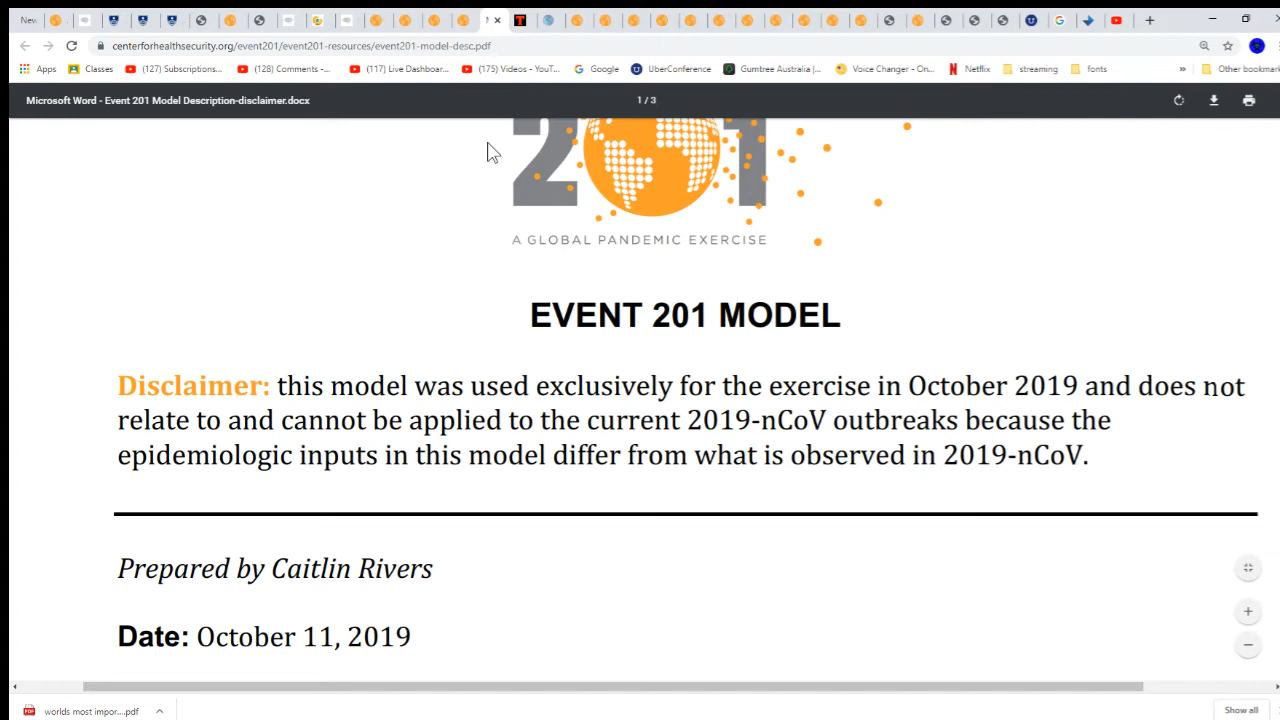 New
centerforhealthsecurity.org/event201/event201-resources/event201-model-desc.pdf
Apps Classes (127) Subscriptions... (128) Comments -... (117) Live Dashboar... (175) Videos - YouT... Google UberConference Gumtree Australia |... Voice Changer - On... Netflix streaming fonts » Other bookmark
Microsoft Word - Event 201 Model Description-disclaimer.docx 1 / 3
201
A GLOBAL PANDEMIC EXERCISE
EVENT 201 MODEL
Disclaimer: this model was used exclusively for the exercise in October 2019 and does not
relate to and cannot be applied to the current 2019-nCoV outbreaks because the
epidemiologic inputs in this model differ from what is observed in 2019-nCoV.
Prepared by Caitlin Rivers
Date: October 11, 2019
worlds most impor....pdf Show all